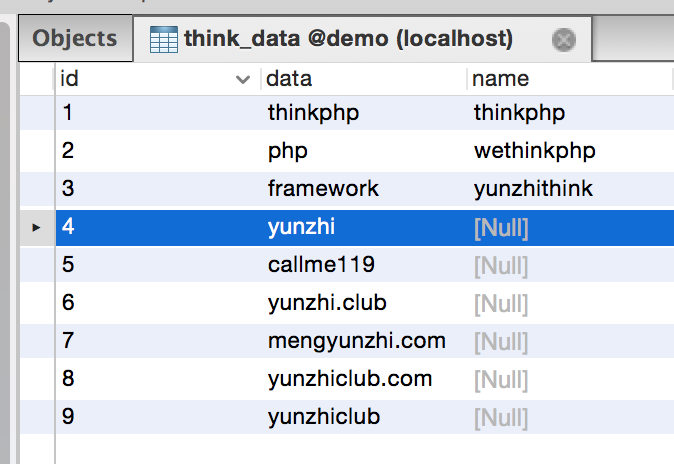 Objects think_data @demo (localhost)
id data name
1 thinkphp thinkphp
2 php wethinkphp
3 framework yunzhithink
4 yunzhi [Null]
5 callme119 [Null]
6 yunzhi.club [Null]
7 mengyunzhi.com [Null]
8 yunzhiclub.com [Null]
9 yunzhiclub [Null]